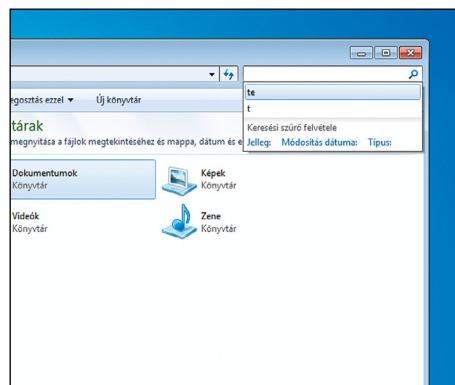 te
egosztás ezzel Új könyvtár
t
tárak
Keresési szűrő felvétele
megnyitása a fájlok megtekintéséhez és mappa, dátum és e
Jelleg: Módosítás dátuma: Típus:
Dokumentumok
Könyvtár
Képek
Könyvtár
Videók
Könyvtár
Zene
Könyvtár